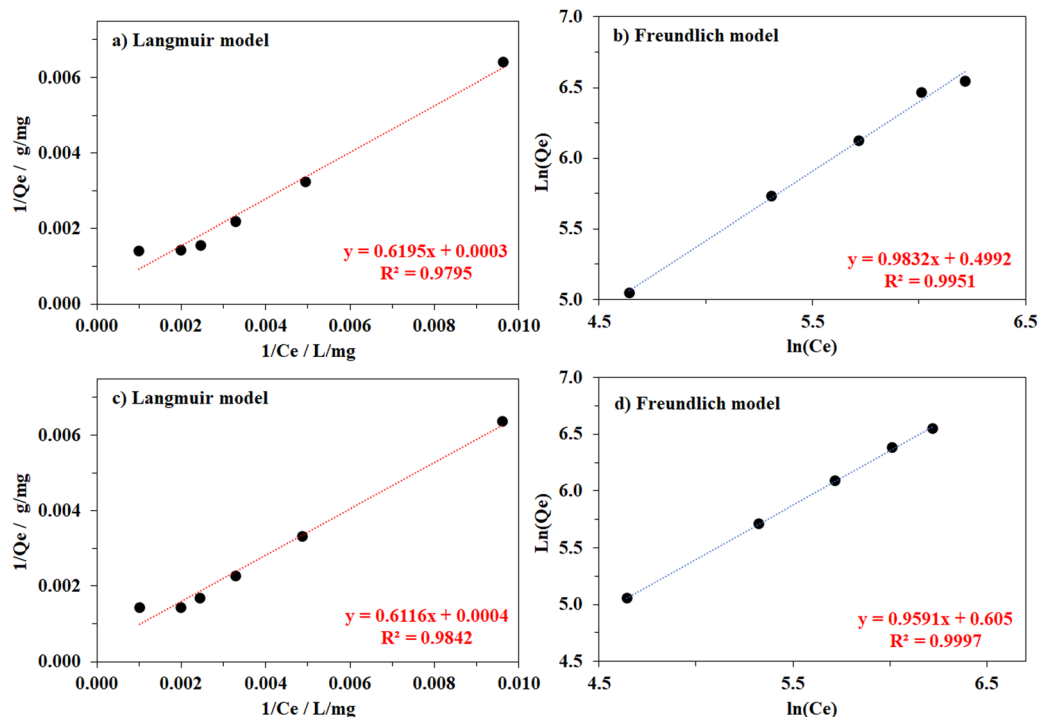 a) Langmuir model
1/Qe /  g/mg
0.006
0.004
0.002
0.000
y = 0.6195x + 0.0003
R² = 0.9795
0.000 0.002 0.004 0.006 0.008 0.010
1/Ce / L/mg
b) Freundlich model
Ln(Qe)
7.0
6.5
6.0
5.5
5.0
y = 0.9832x + 0.4992
R² = 0.9951
4.5 5.5 6.5
ln(Ce)
c) Langmuir model
1/Qe /  g/mg
0.006
0.004
0.002
0.000
y = 0.6116x + 0.0004
R² = 0.9842
0.000 0.002 0.004 0.006 0.008 0.010
1/Ce / L/mg
d) Freundlich model
Ln(Qe)
7.0
6.5
6.0
5.5
5.0
4.5
y = 0.9591x + 0.605
R² = 0.9997
4.5 5.5 6.5
ln(Ce)